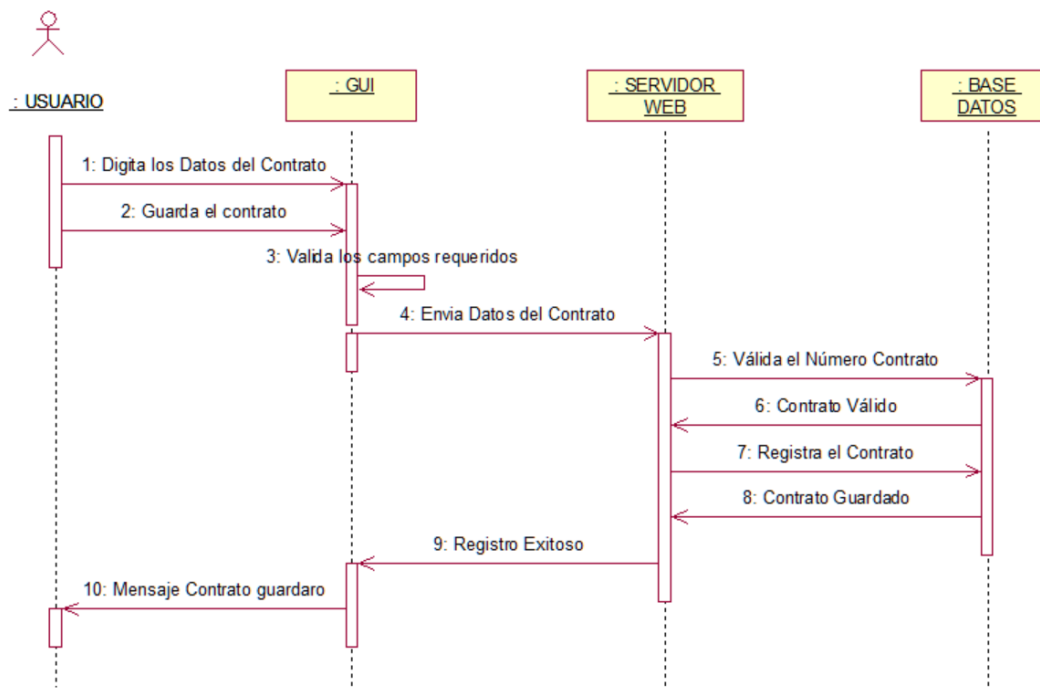 : USUARIO
: GUI
: SERVIDOR
WEB
: BASE
DATOS
1: Digita los Datos del Contrato
2: Guarda el contrato
3: Valida los campos requeridos
4: Envia Datos del Contrato
5: Válida el Número Contrato
6: Contrato Válido
7: Registra el Contrato
8: Contrato Guardado
9: Registro Exitoso
10: Mensaje Contrato guardaro